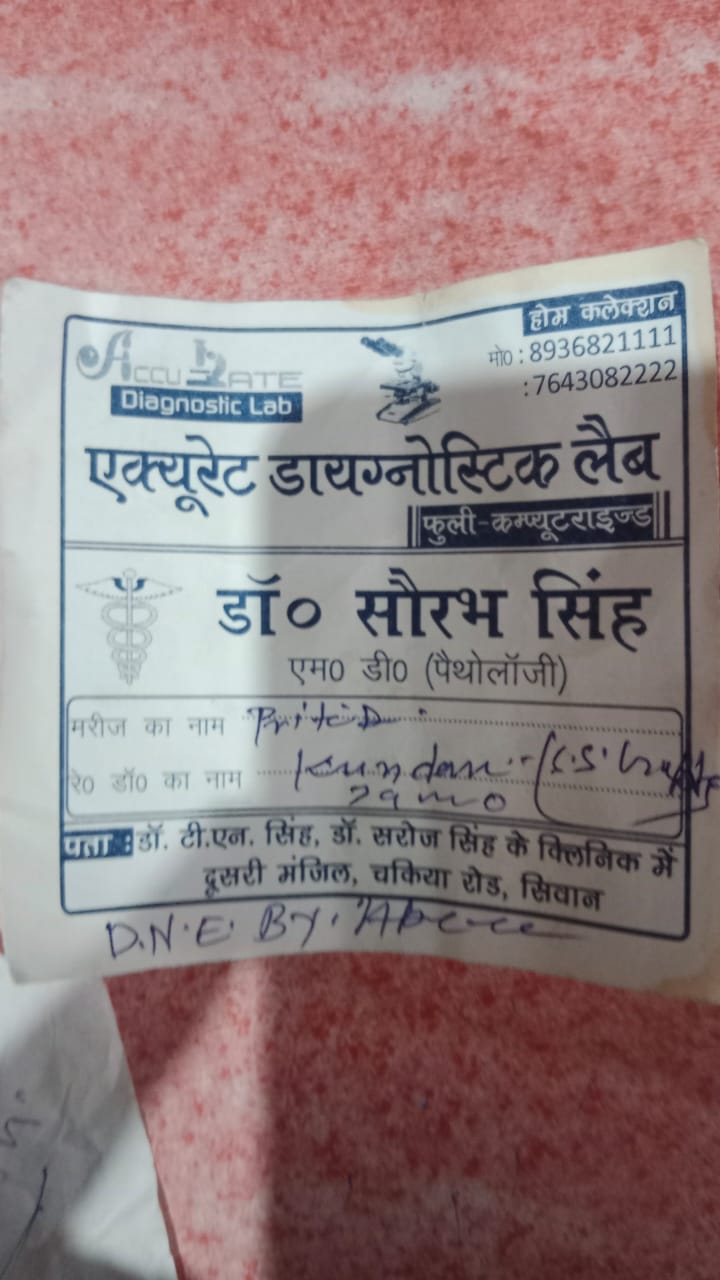 होम कलेक्शन
ACCURATE
मो० : 8936821111
Diagnostic Lab
: 7643082222
एक्यूरेट डायग्नोस्टिक लैब
फुली-कम्प्यूटराइज्ड
डॉ० सौरभ सिंह
एम० डी० (पैथोलॉजी)
मरीज का नाम
रे० डॉ० का नाम Kundan
पता : डॉ. टी.एन. सिंह, डॉ. सरोज सिंह के क्लिनिक में
दूसरी मंजिल, चकिया रोड, सिवान
D.N.E. By.